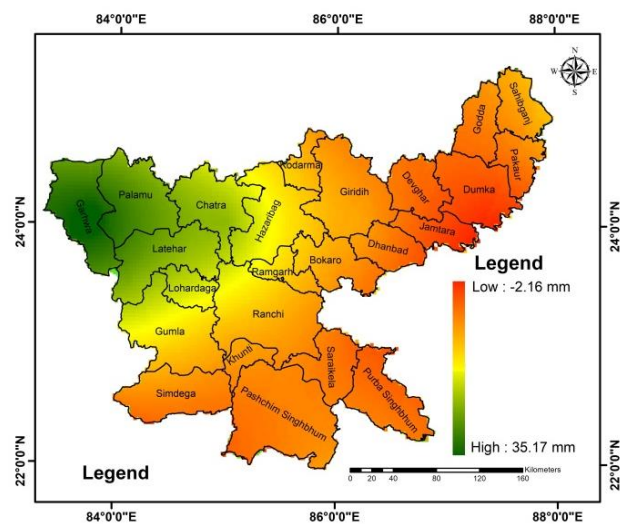 84°0'0"E 86°0'0"E 88°0'0"E
N
W E
S
Sahibganj
Godda
Pakaur
Kodarma
Garhwa Palamu Chatra Hazaribag Giridih Devghar Dumka
24°0'0"N 24°0'0"N
Jamtara
Latehar Dhanbad
Bokaro
Ramgarh
Legend
Lohardaga
Low : -2.16 mm
Ranchi
Gumla
Khunti Saraikela
Simdega Purba Singhbhum
Pashchim Singhbhum
High : 35.17 mm
Legend
22°0'0"N 22°0'0"N
Kilometers
0 20 40 80 120 160
84°0'0"E 86°0'0"E 88°0'0"E